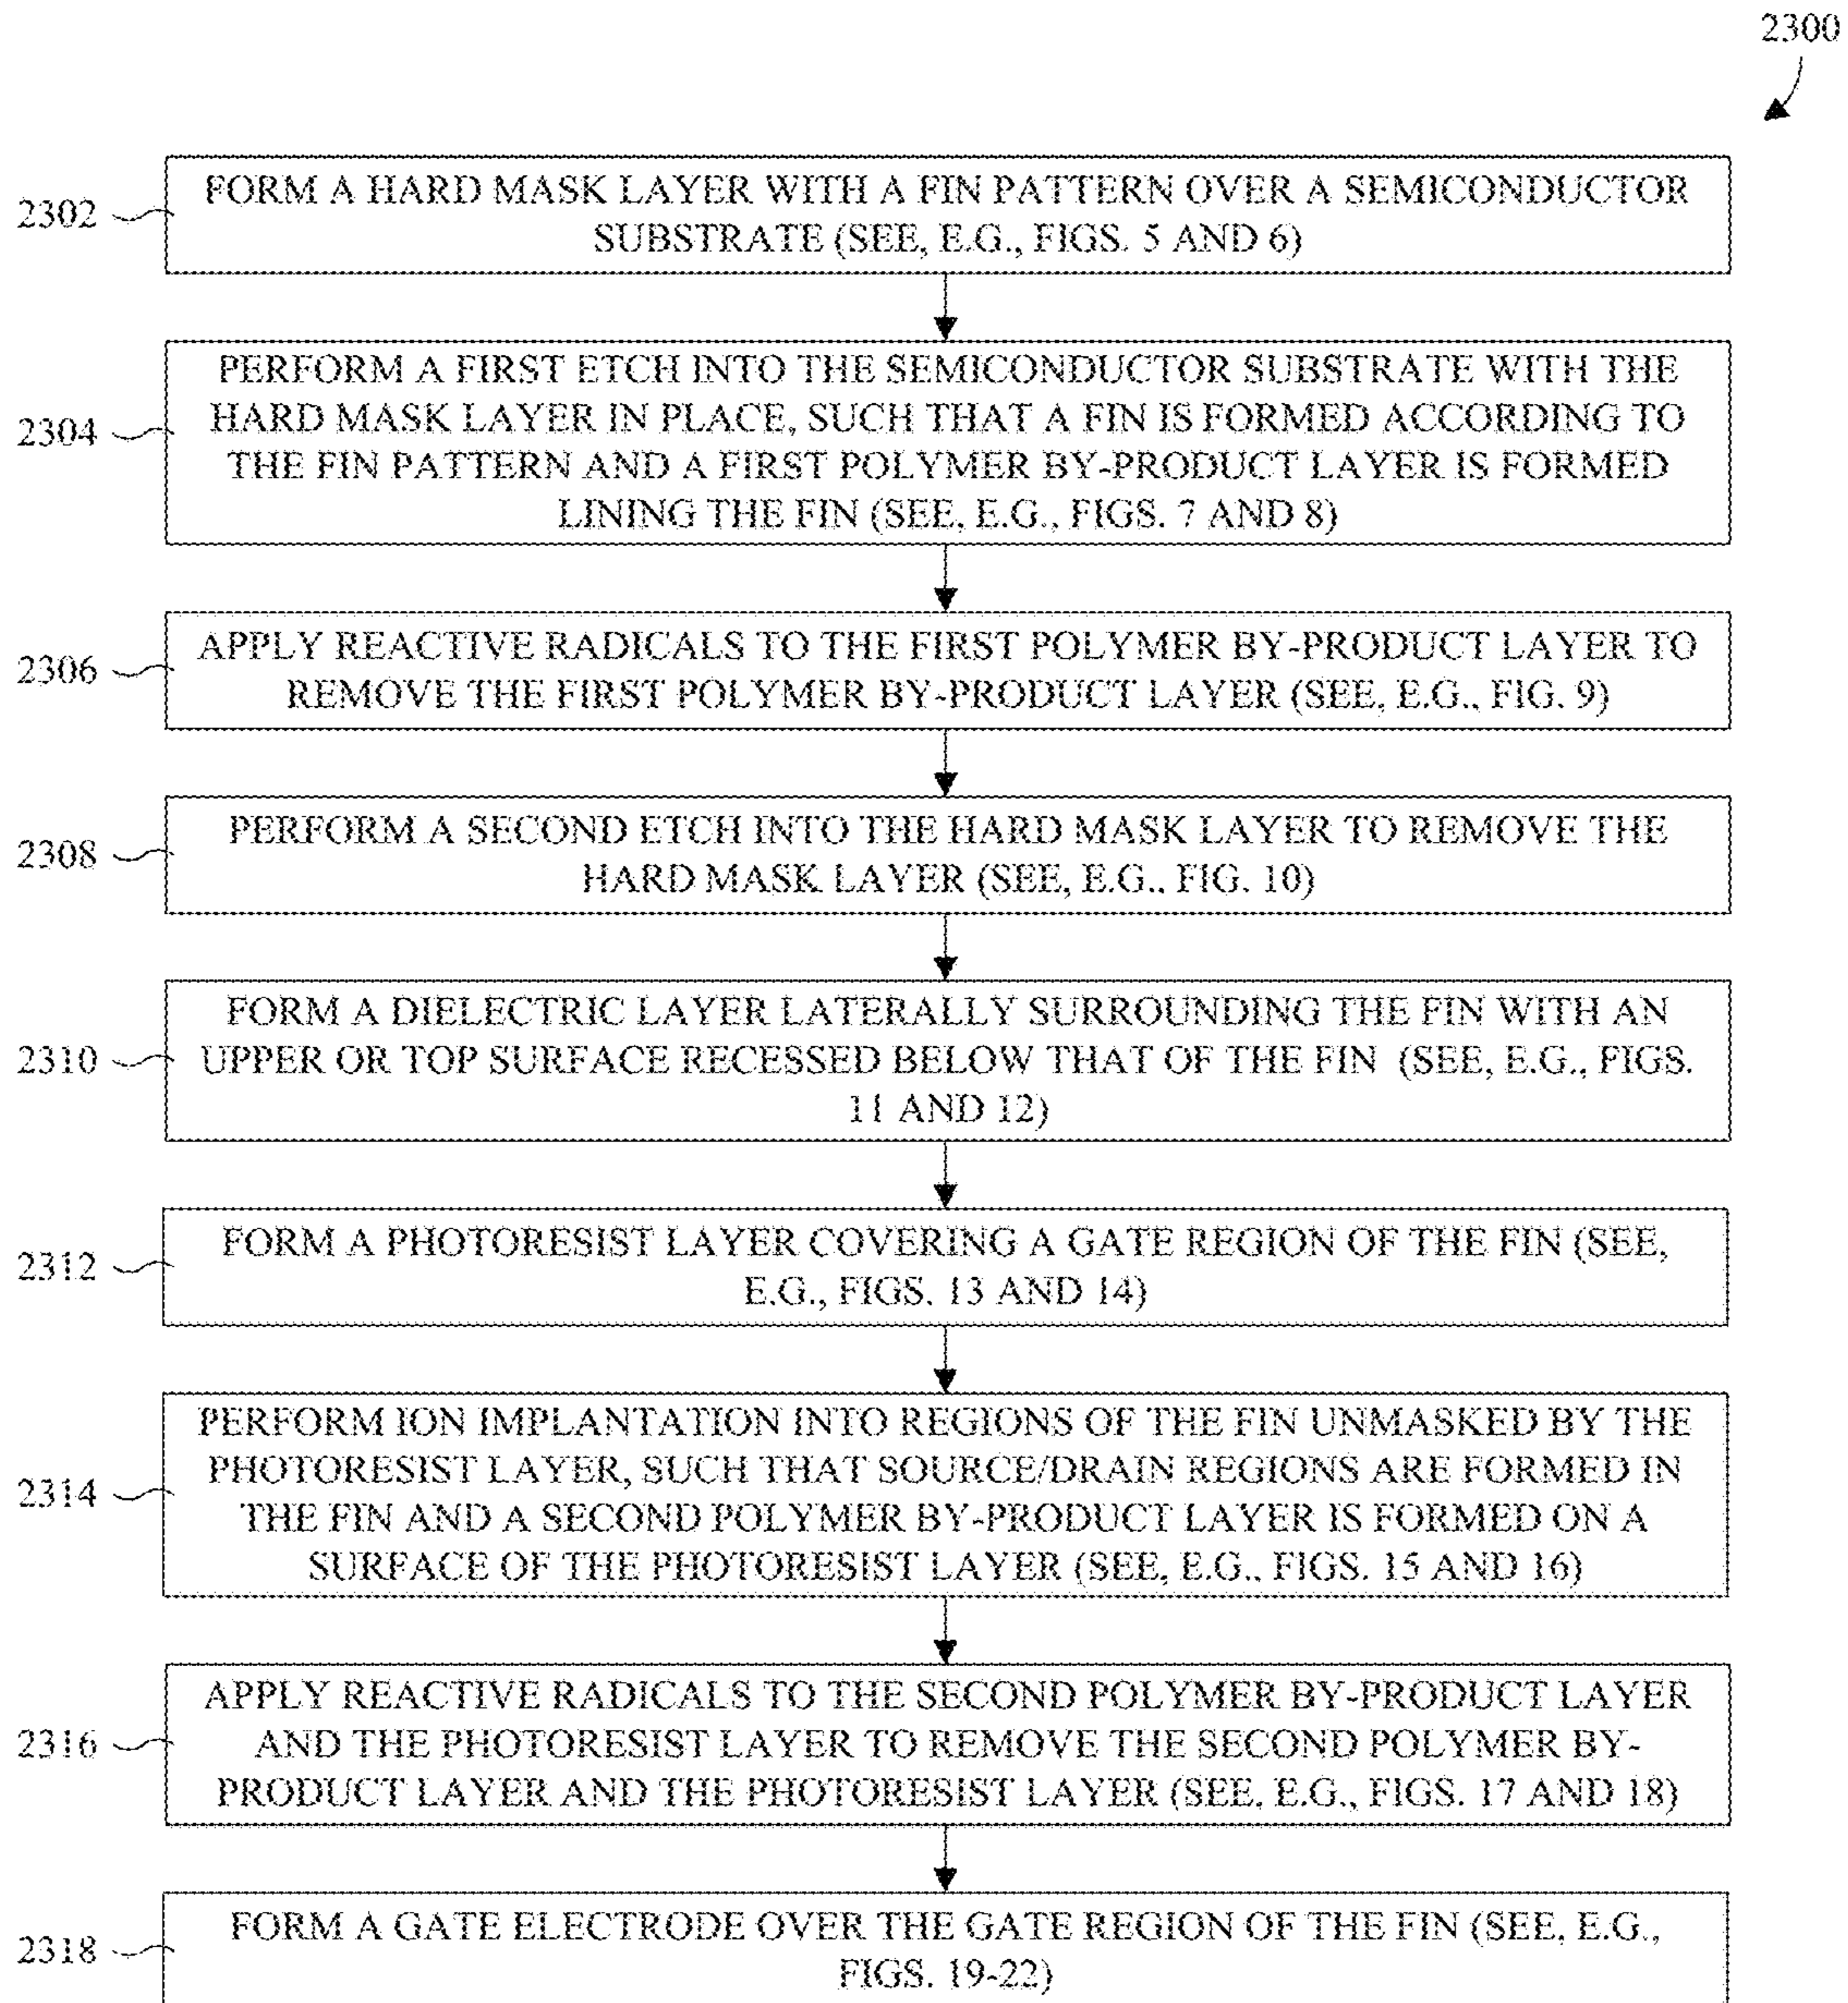 2300
2302
FORM A HARD MASK LAYER WITH A FIN PATTERN OVER A SEMICONDUCTOR
SUBSTRATE (SEE, E.G., FIGS. 5 AND 6)
2304
PERFORM A FIRST ETCH INTO THE SEMICONDUCTOR SUBSTRATE WITH THE
HARD MASK LAYER IN PLACE, SUCH THAT A FIN IS FORMED ACCORDING TO
THE FIN PATTERN AND A FIRST POLYMER BY-PRODUCT LAYER IS FORMED
LINING THE FIN (SEE, E.G., FIGS. 7 AND 8)
2306
APPLY REACTIVE RADICALS TO THE FIRST POLYMER BY-PRODUCT LAYER TO
REMOVE THE FIRST POLYMER BY-PRODUCT LAYER (SEE, E.G., FIG. 9)
2308
PERFORM A SECOND ETCH INTO THE HARD MASK LAYER TO REMOVE THE
HARD MASK LAYER (SEE, E.G., FIG. 10)
2310
FORM A DIELECTRIC LAYER LATERALLY SURROUNDING THE FIN WITH AN
UPPER OR TOP SURFACE RECESSED BELOW THAT OF THE FIN (SEE, E.G., FIGS.
11 AND 12)
2312
FORM A PHOTORESIST LAYER COVERING A GATE REGION OF THE FIN (SEE,
E.G., FIGS. 13 AND 14)
2314
PERFORM ION IMPLANTATION INTO REGIONS OF THE FIN UNMASKED BY THE
PHOTORESIST LAYER, SUCH THAT SOURCE/DRAIN REGIONS ARE FORMED IN
THE FIN AND A SECOND POLYMER BY-PRODUCT LAYER IS FORMED ON A
SURFACE OF THE PHOTORESIST LAYER (SEE, E.G., FIGS. 15 AND 16)
2316
APPLY REACTIVE RADICALS TO THE SECOND POLYMER BY-PRODUCT LAYER
AND THE PHOTORESIST LAYER TO REMOVE THE SECOND POLYMER BY-
PRODUCT LAYER AND THE PHOTORESIST LAYER (SEE, E.G., FIGS. 17 AND 18)
2318
FORM A GATE ELECTRODE OVER THE GATE REGION OF THE FIN (SEE, E.G.,
FIGS. 19-22)